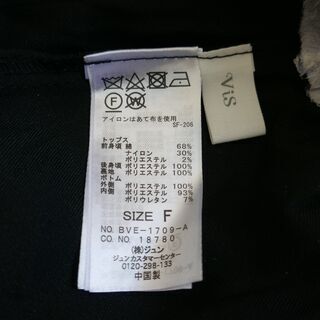 ViS
F
W
アイロンはあて布を使用
SF-206
トップス
前身頃 綿 68%
ナイロン 30%
ポリエステル 2%
後身頃 ポリエステル 100%
裏地 ポリエステル 100%
ボトム
外側 ポリエステル 100%
内側 ポリエステル 93%
ポリウレタン 7%
SIZE F
NO. BVE-1709-A
CO.NO. 18780
(株)ジュン
ジュンカスタマーセンター
0120-298-133
中国製